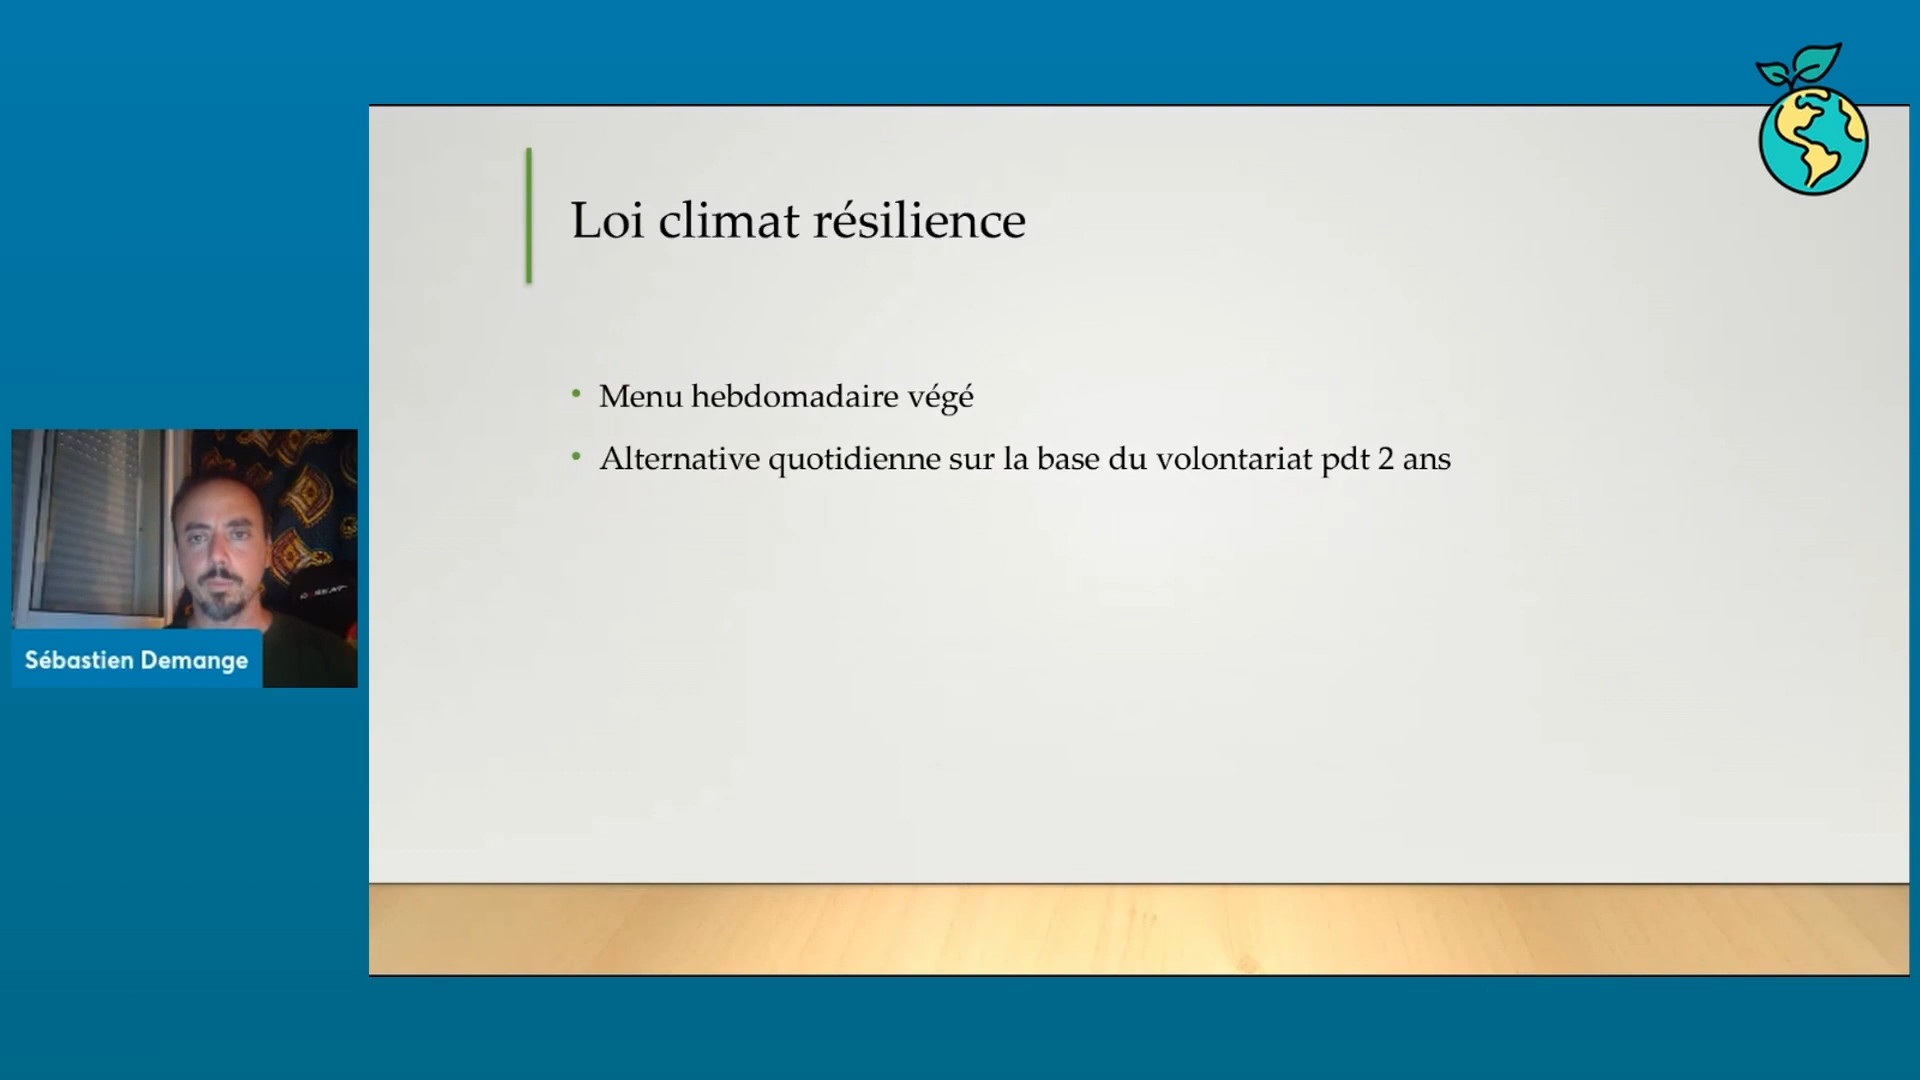 Loi climat résilience
• Menu hebdomadaire végé
• Alternative quotidienne sur la base du volontariat pdt 2 ans
Sébastien Demange